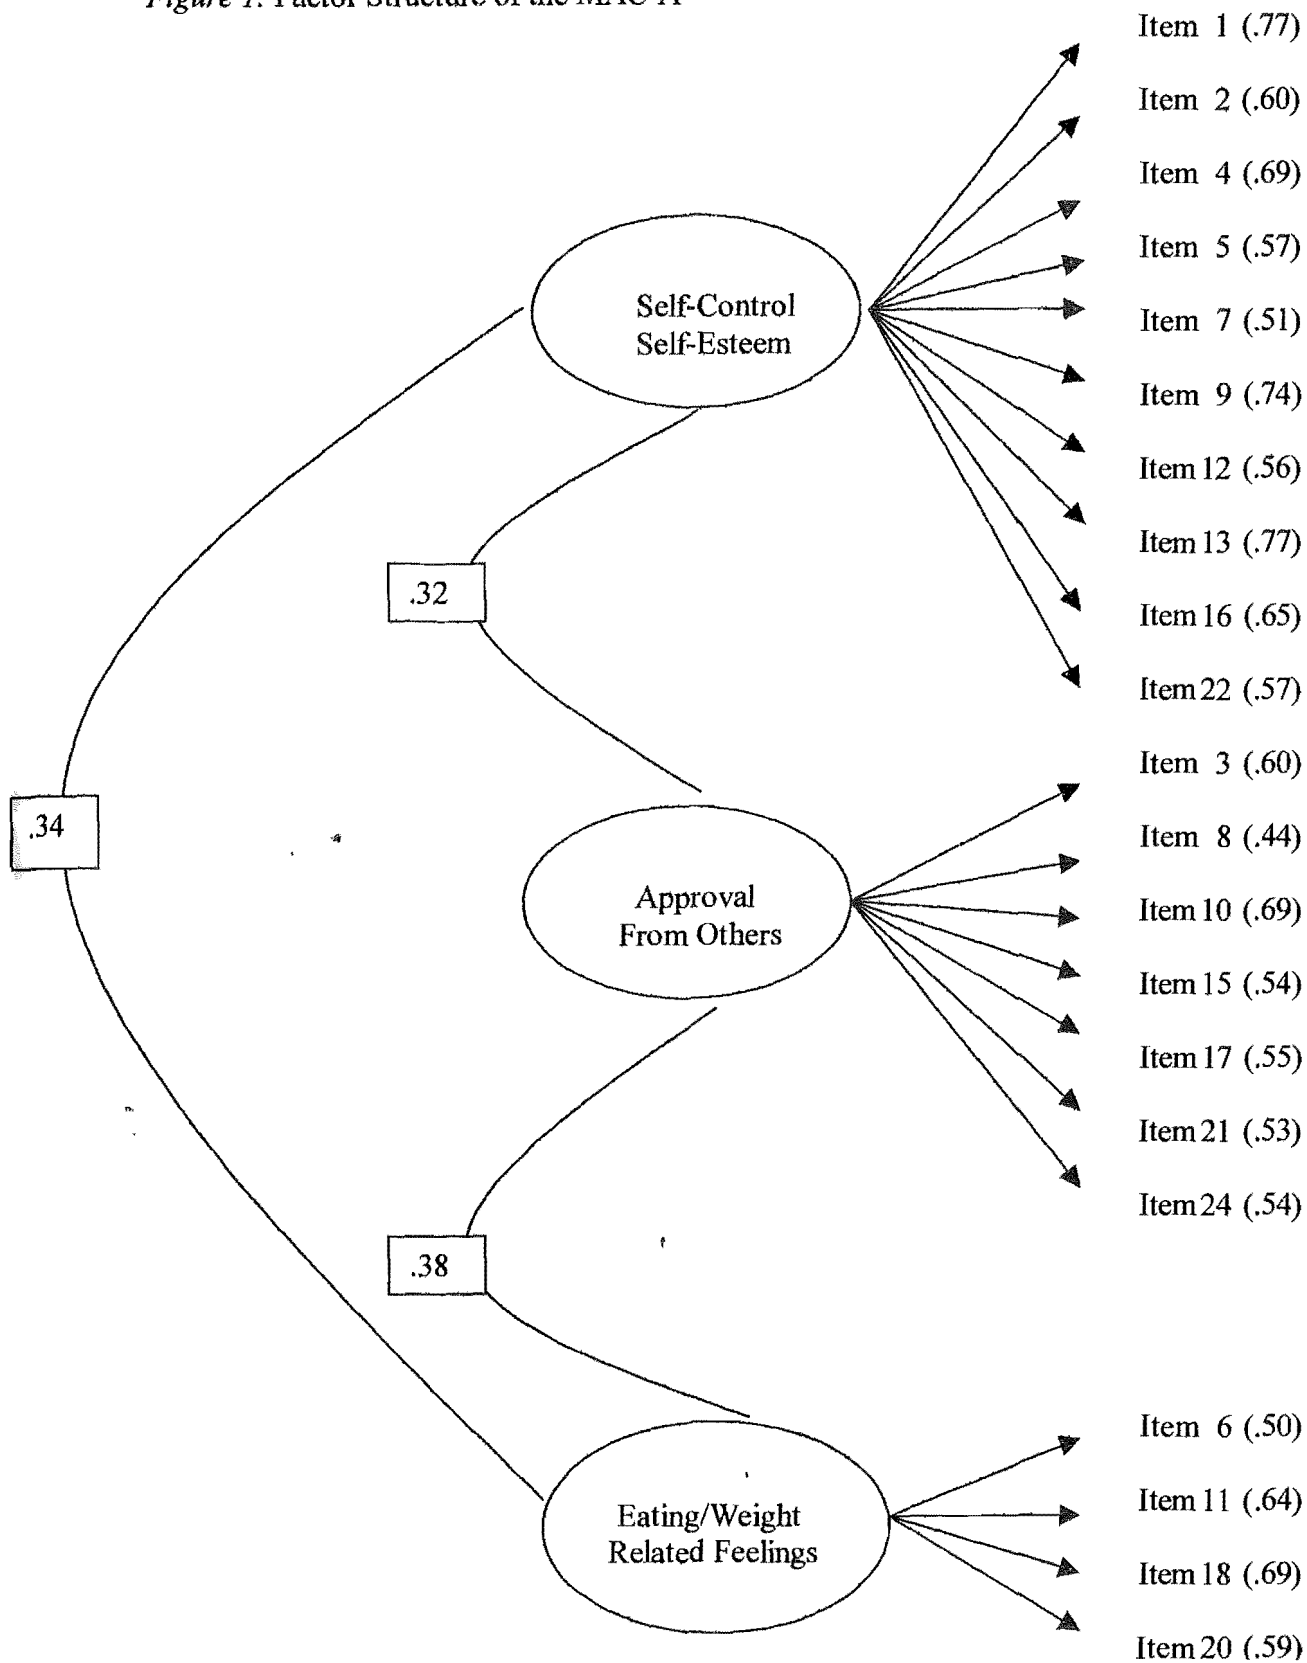 Figure 1. Factor Structure of the MAC-A
Item 1 (.77)
Item 2 (.60)
Item 4 (.69)
Item 5 (.57)
Item 7 (.51)
Item 9 (.74)
Item 12 (.56)
Item 13 (.77)
Item 16 (.65)
Item 22 (.57)
Self-Control
Self-Esteem
.32
.34
Item 3 (.60)
Item 8 (.44)
Item 10 (.69)
Item 15 (.54)
Item 17 (.55)
Item 21 (.53)
Item 24 (.54)
Approval
From Others
.38
Item 6 (.50)
Item 11 (.64)
Item 18 (.69)
Item 20 (.59)
Eating/Weight
Related Feelings